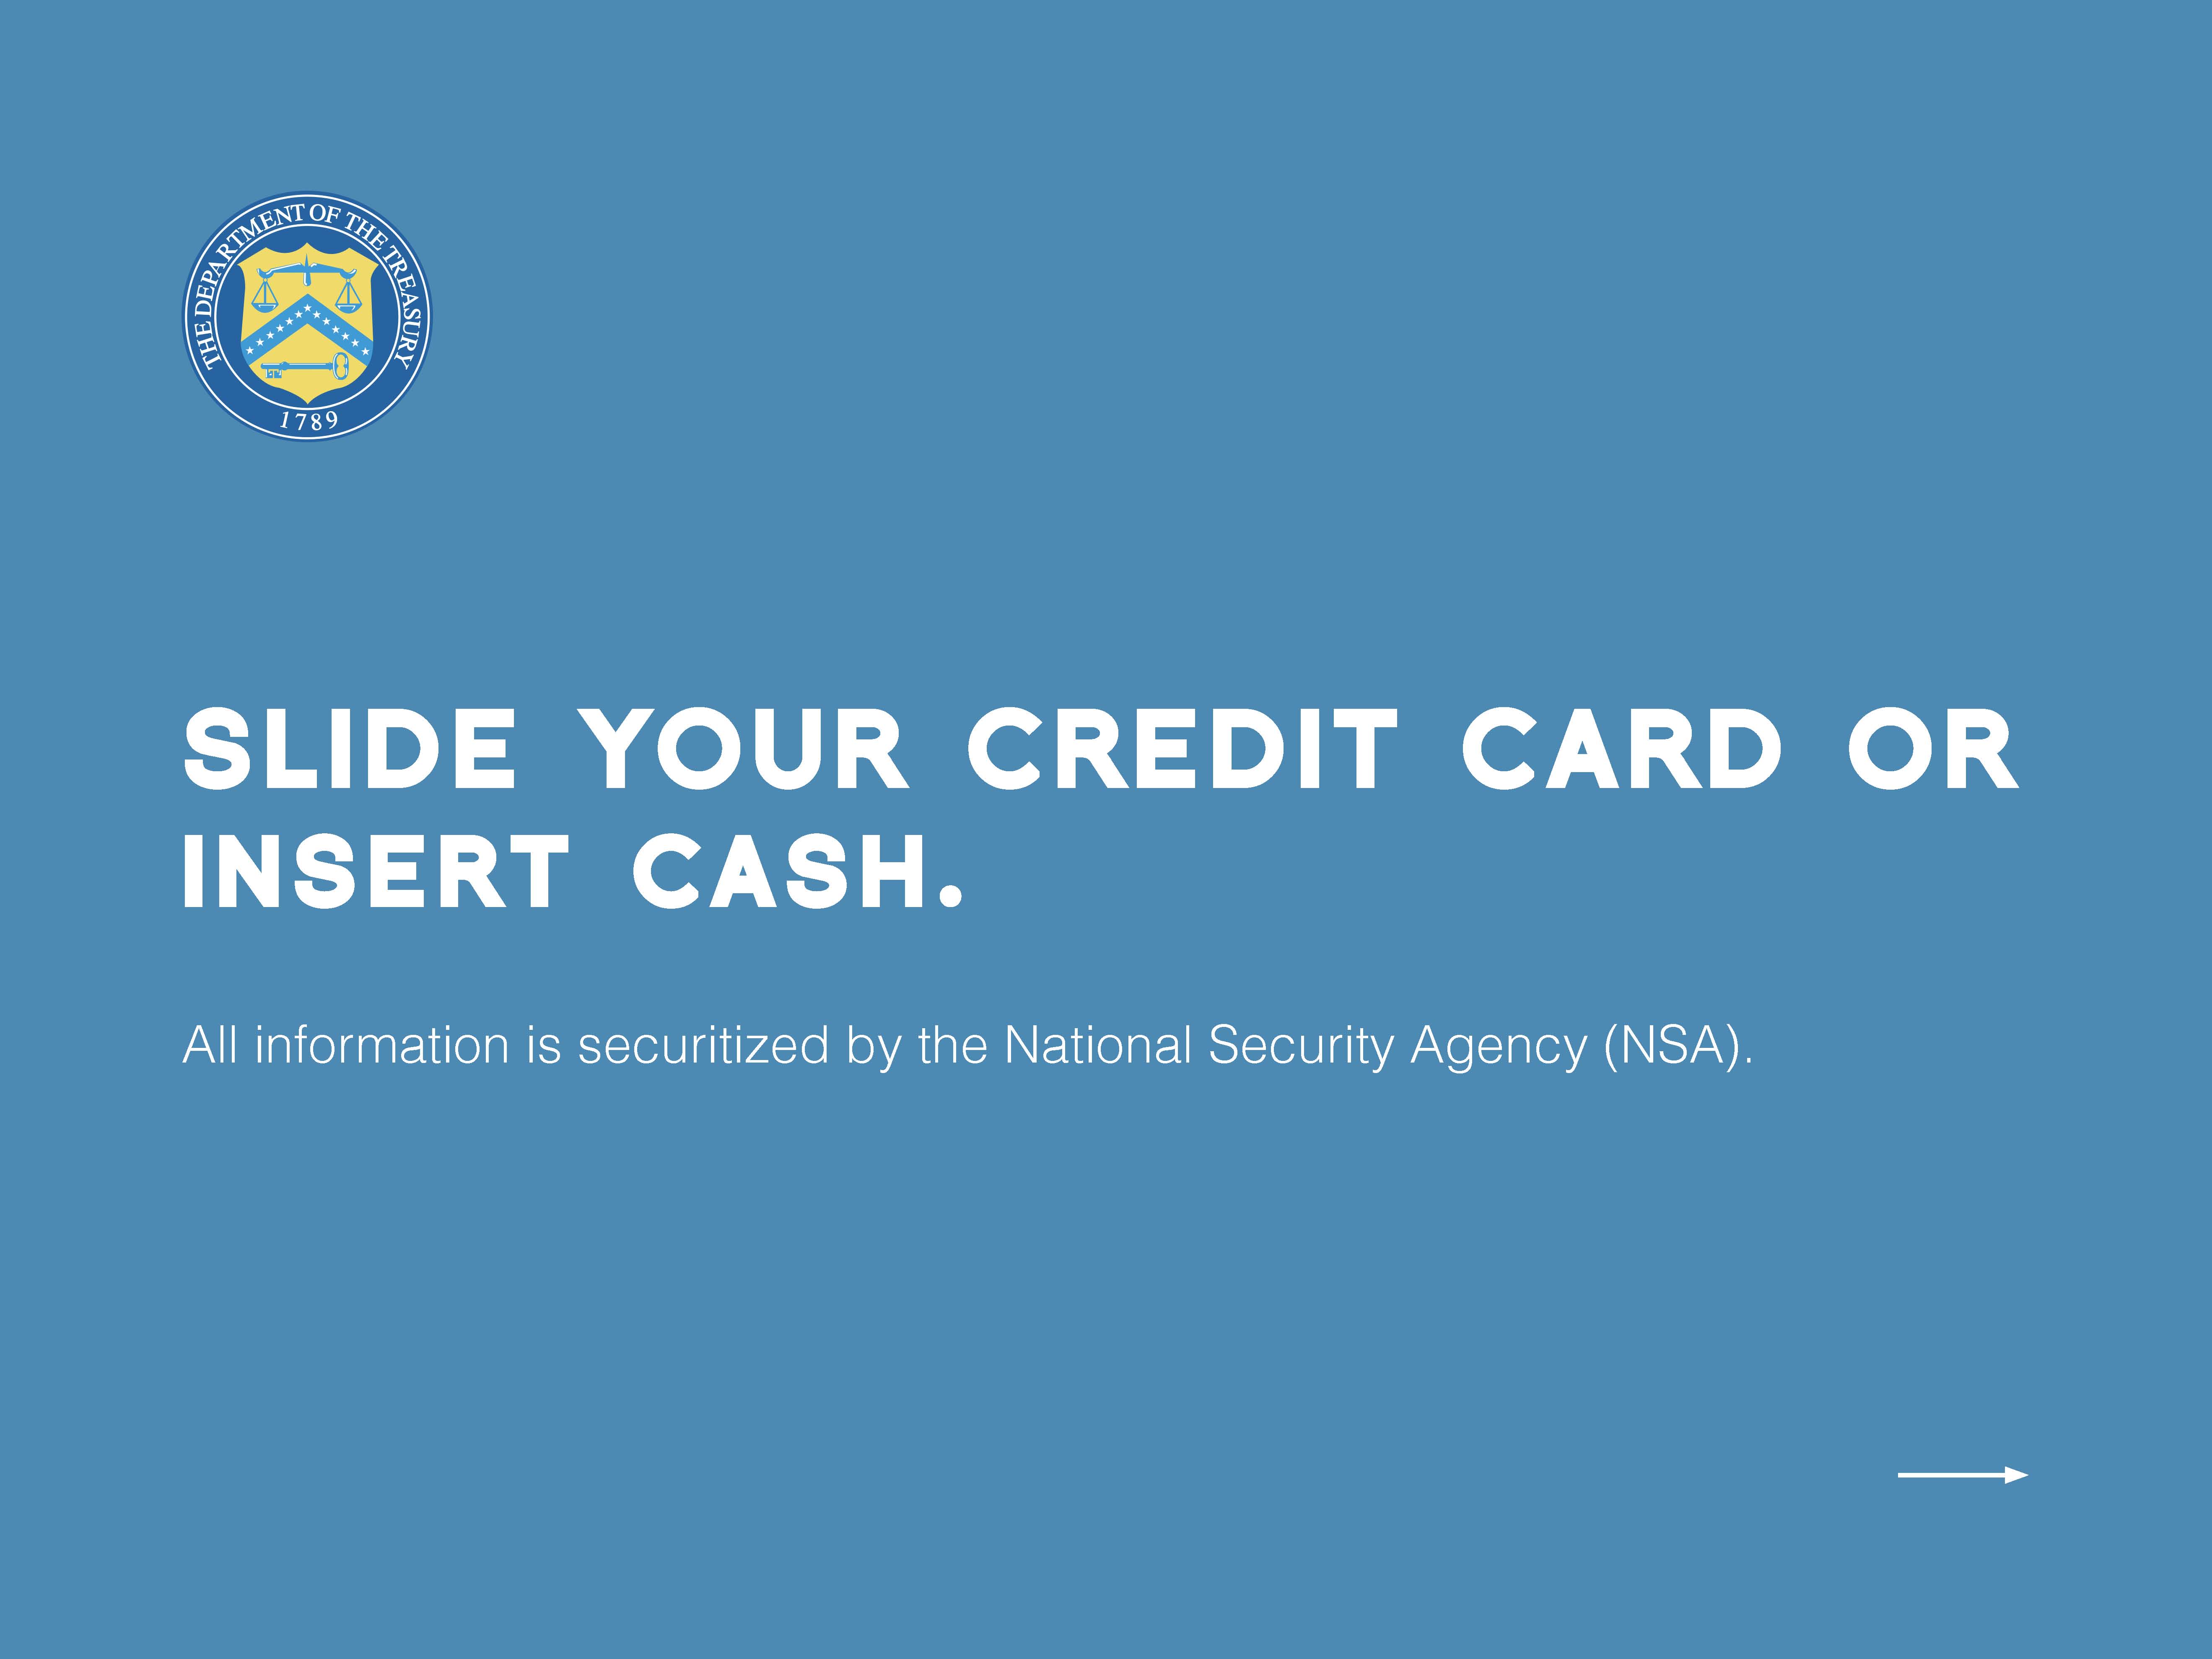 THE DEPARTMENT OF THE TREASURY
1789
SLIDE YOUR CREDIT CARD OR
INSERT CASH.
All information is securitized by the National Security Agency (NSA).